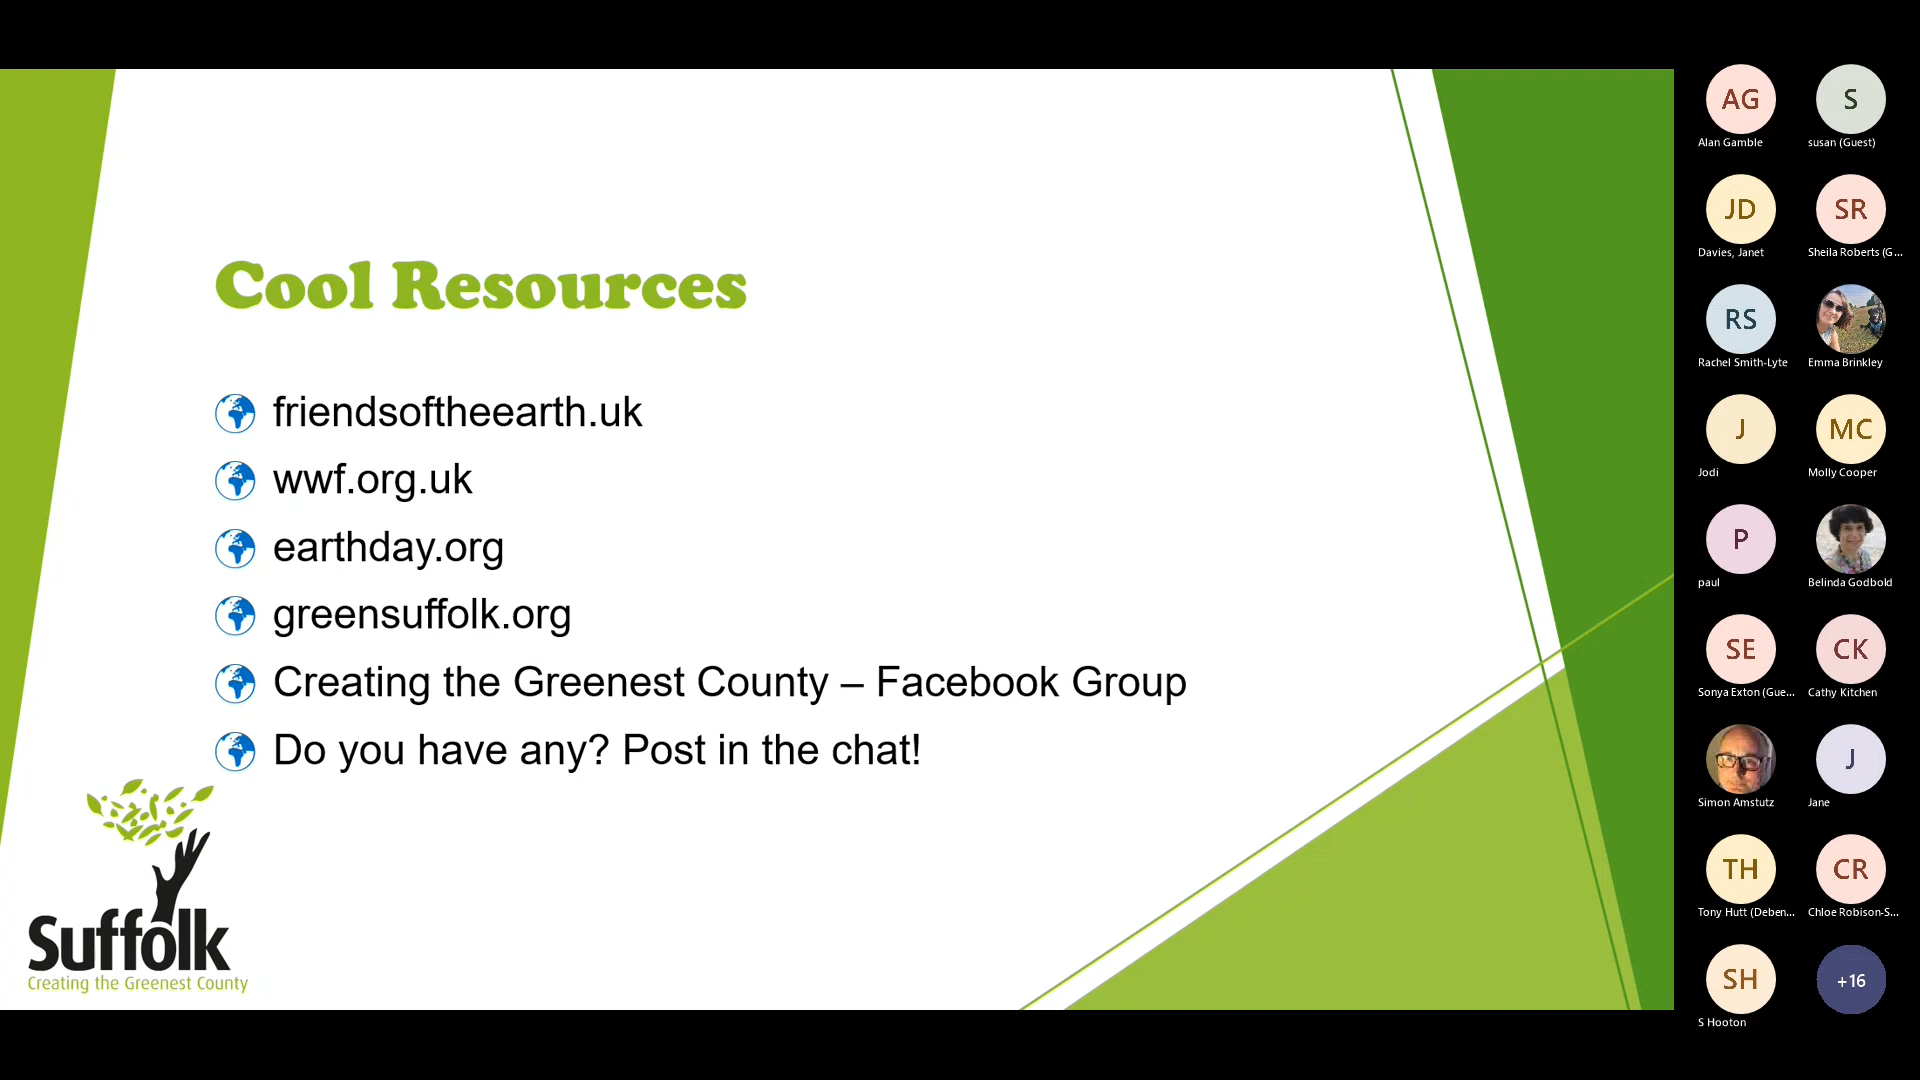 Cool Resources
friendsoftheearth.uk
wwf.org.uk
earthday.org
greensuffolk.org
Creating the Greenest County – Facebook Group
Do you have any? Post in the chat!
Suffolk
Creating the Greenest County
AG
Alan Gamble
S
susan (Guest)
JD
Davies, Janet
SR
Sheila Roberts (G...
RS
Rachel Smith-Lyte
Emma Brinkley
J
Jodi
MC
Molly Cooper
P
paul
Belinda Godbold
SE
Sonya Exton (Gue...
CK
Cathy Kitchen
Simon Amstutz
J
Jane
TH
Tony Hutt (Deben...
CR
Chloe Robison-S...
SH
S Hooton
+16